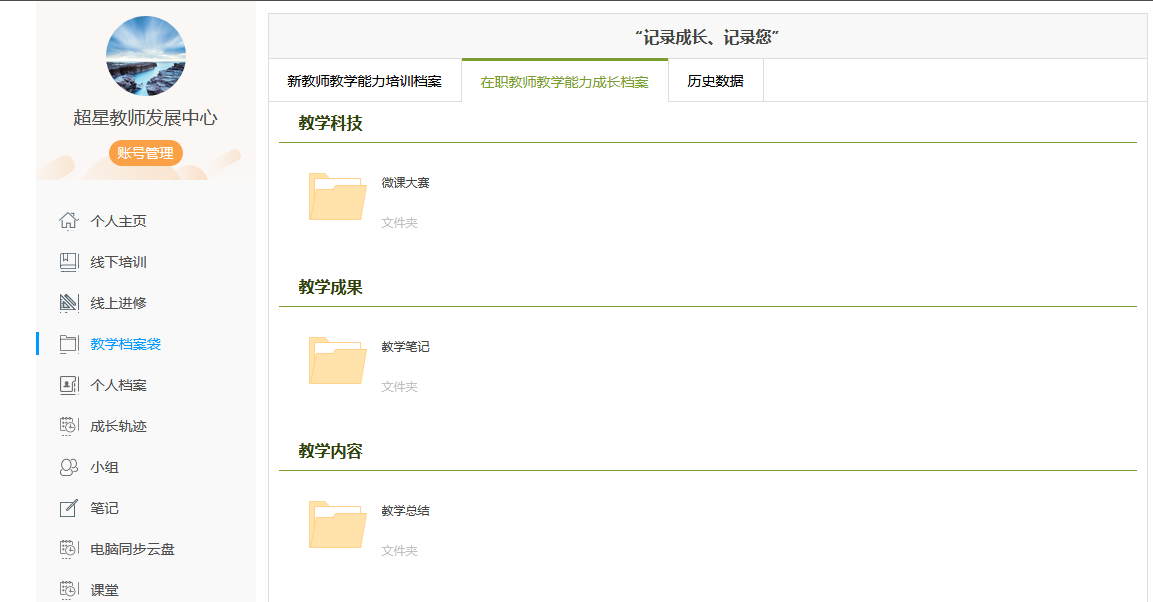 超星教师发展中心
账号管理
个人主页
线下培训
线上进修
教学档案袋
个人档案
成长轨迹
小组
笔记
电脑同步云盘
课堂
“记录成长、记录您”
新教师教学能力培训档案 在职教师教学能力成长档案 历史数据
教学科技
微课大赛
文件夹
教学成果
教学笔记
文件夹
教学内容
教学总结
文件夹